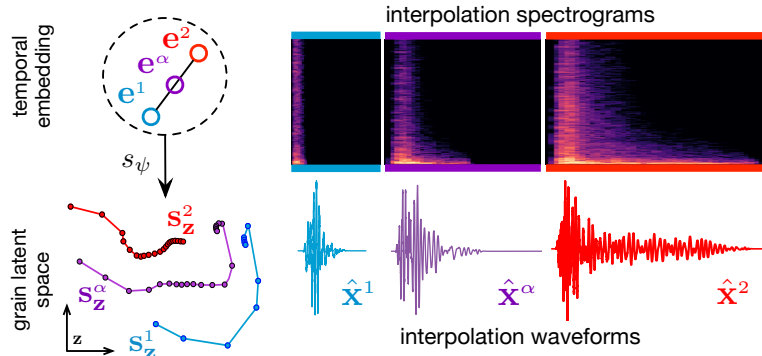 interpolation spectrograms
temporal
embedding
e²
e^α
e¹
s_ψ
grain latent
space
s_z²
s_z^α
s_z¹
z
x̂¹
x̂^α
x̂²
interpolation waveforms